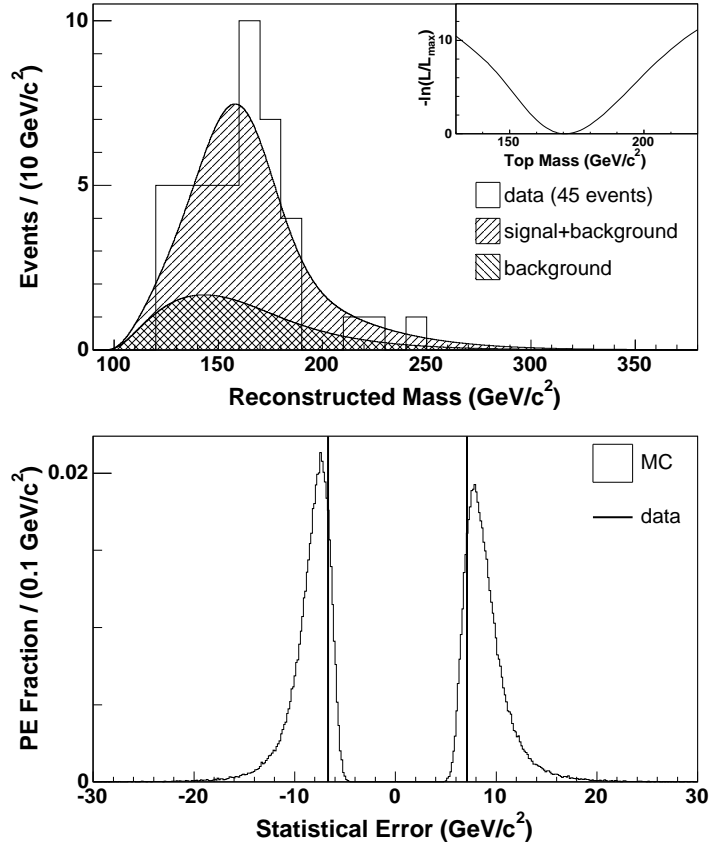 10
5
0
Events / (10 GeV/c²)
100 150 200 250 300 350
Reconstructed Mass (GeV/c²)
10
0
-ln(L/Lmax)
150 200
Top Mass (GeV/c²)
data (45 events)
signal+background
background
0.02
0
PE Fraction / (0.1 GeV/c²)
MC
data
-30 -20 -10 0 10 20 30
Statistical Error (GeV/c²)